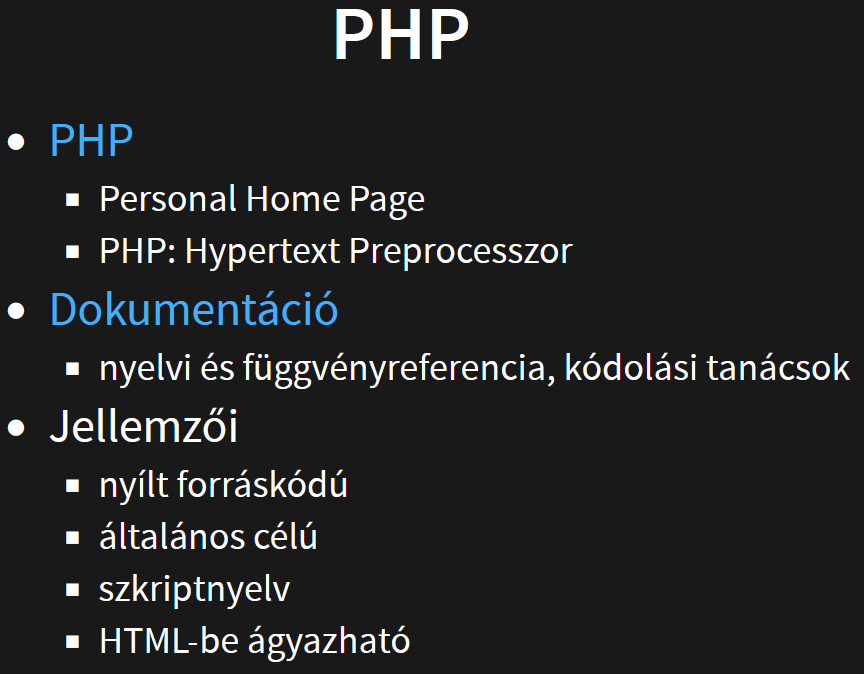 PHP
PHP
Personal Home Page
PHP: Hypertext Preprocesszor
Dokumentáció
nyelvi és függvényreferencia, kódolási tanácsok
Jellemzői
nyílt forráskódú
általános célú
szkriptnyelv
HTML-be ágyazható